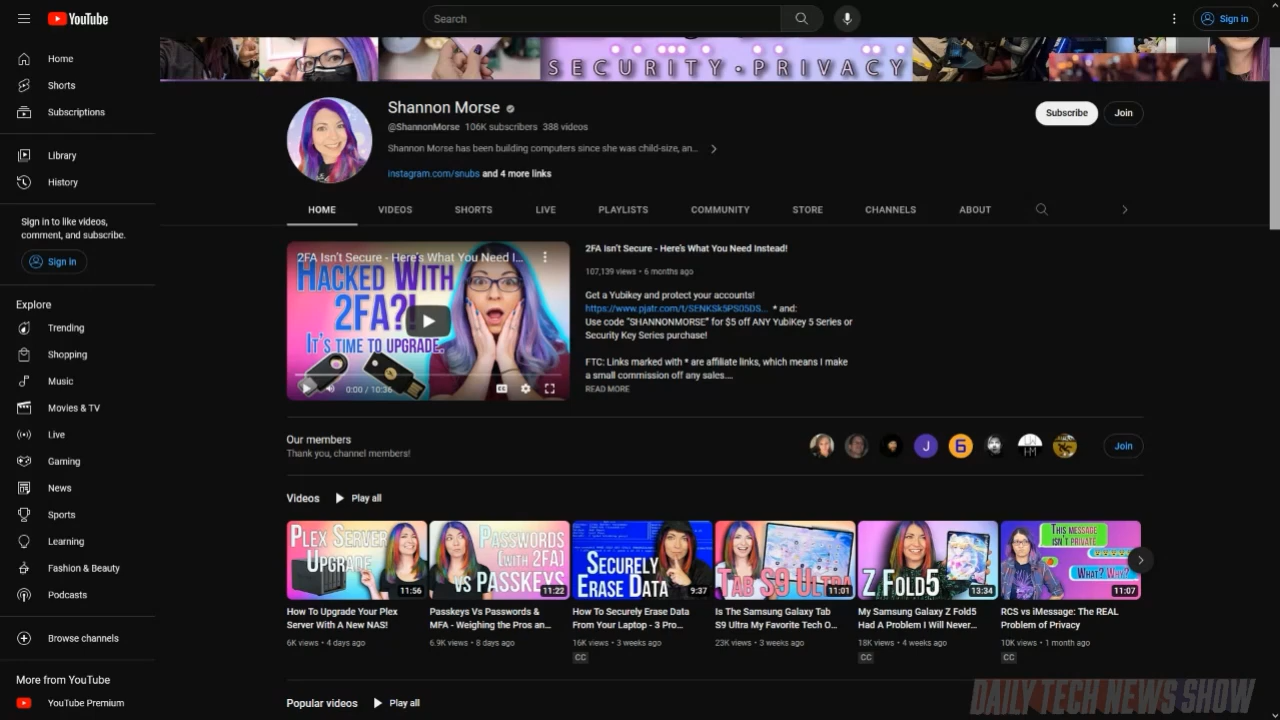 YouTube
Search
Sign in
Home
Shorts
Subscriptions
Library
History
Sign in to like videos,
comment, and subscribe.
Sign in
Explore
Trending
Shopping
Music
Movies & TV
Live
Gaming
News
Sports
Learning
Fashion & Beauty
Podcasts
Browse channels
More from YouTube
YouTube Premium
SECURITY · PRIVACY
Shannon Morse
@ShannonMorse 106K subscribers 388 videos
Shannon Morse has been building computers since she was child-size, an...
instagram.com/snubs and 4 more links
Subscribe
Join
HOME VIDEOS SHORTS LIVE PLAYLISTS COMMUNITY STORE CHANNELS ABOUT
2FA Isn't Secure - Here's What You Need I...
HACKED WITH
2FA?!
IT'S TIME TO UPGRADE.
0:00 / 10:36
2FA Isn't Secure - Here's What You Need Instead!
107,139 views • 6 months ago
Get a Yubikey and protect your accounts!
https://www.pjatr.com/t/SENKSk5PS05DS... * and:
Use code "SHANNONMORSE" for $5 off ANY YubiKey 5 Series or
Security Key Series purchase!
FTC: Links marked with * are affiliate links, which means I make
a small commission off any sales....
READ MORE
Our members
Thank you, channel members!
J
6
Join
Videos Play all
PLEX SERVER
UPGRADE
11:56
How To Upgrade Your Plex
Server With A New NAS!
6K views • 4 days ago
PASSWORDS
(WITH 2FA)
VS PASSKEYS
11:22
Passkeys Vs Passwords &
MFA - Weighing the Pros an...
6.9K views • 8 days ago
SECURELY
ERASE DATA
9:37
How To Securely Erase Data
From Your Laptop - 3 Pro...
16K views • 3 weeks ago
CC
TAB S9 ULTRA
11:01
Is The Samsung Galaxy Tab
S9 Ultra My Favorite Tech O...
23K views • 3 weeks ago
Z FOLD5
13:34
My Samsung Galaxy Z Fold5
Had A Problem I Will Never...
18K views • 4 weeks ago
CC
THIS MESSAGE
ISN'T PRIVATE
WHAT? WHY?
11:07
RCS vs iMessage: The REAL
Problem of Privacy
10K views • 1 month ago
CC
Popular videos Play all
DAILY TECH NEWS SHOW